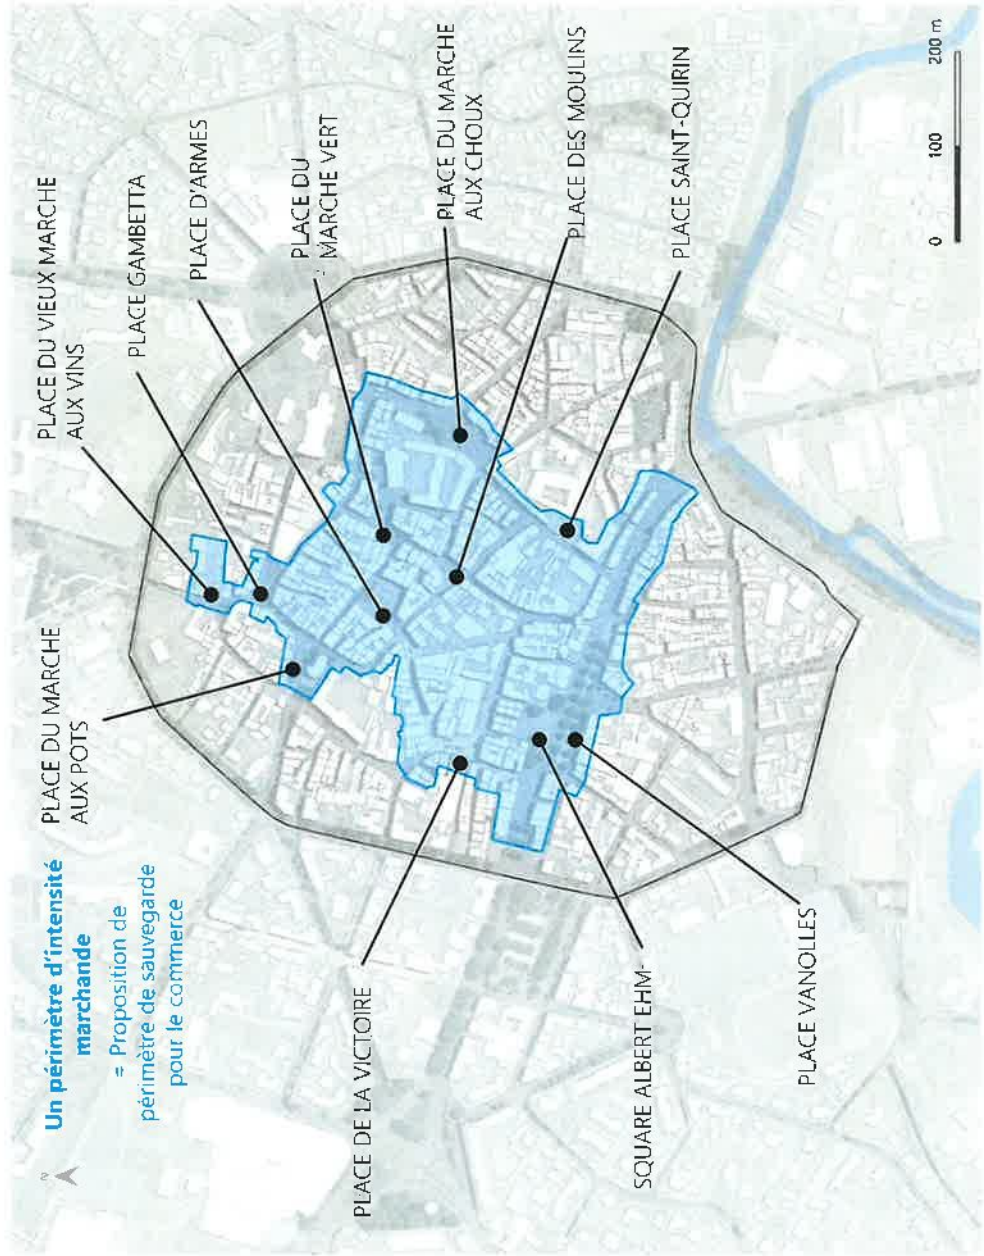 Un périmètre d'intensité
marchande
= Proposition de
périmètre de sauvegarde
pour le commerce
N
PLACE DU MARCHE
AUX POTS
PLACE DU VIEUX MARCHE
AUX VINS
PLACE GAMBETTA
PLACE D'ARMES
PLACE DU
MARCHE VERT
PLACE DU MARCHE
AUX CHOUX
PLACE DES MOULINS
PLACE SAINT-QUIRIN
PLACE DE LA VICTOIRE
SQUARE ALBERT EHM
PLACE VANOLLES
0 100 200 m